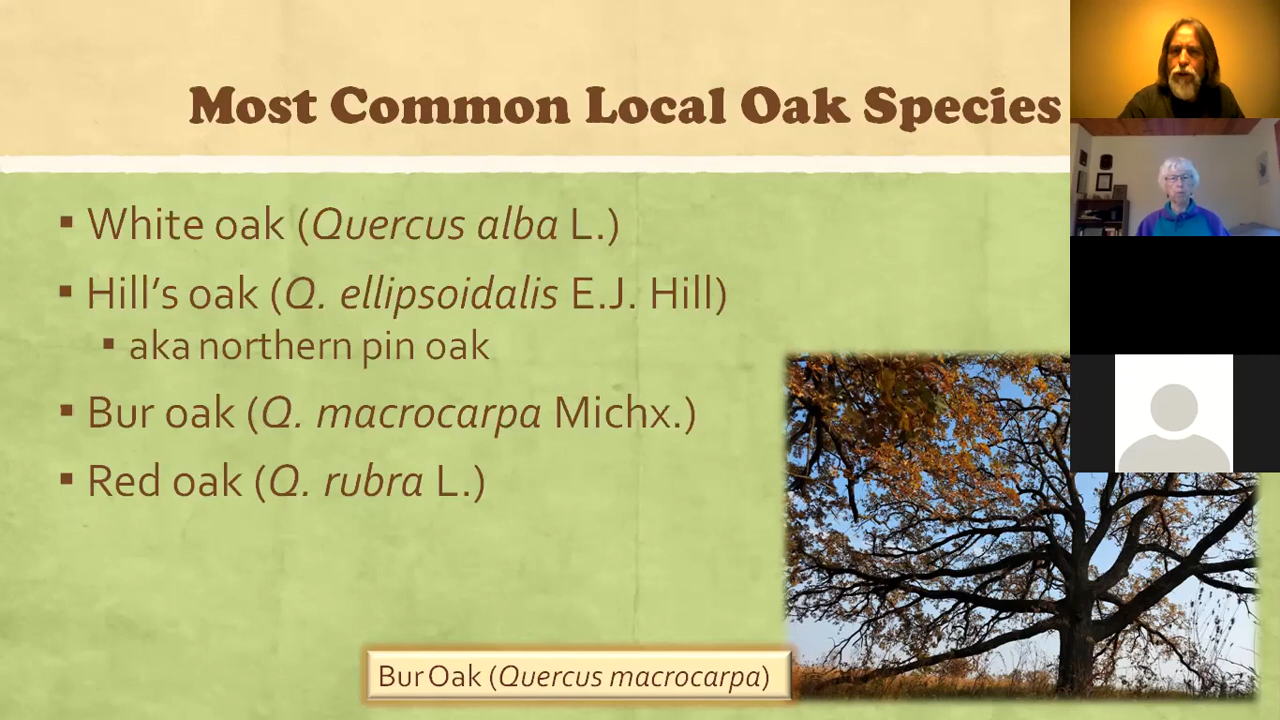 Most Common Local Oak Species
▪ White oak (Quercus alba L.)
▪ Hill’s oak (Q. ellipsoidalis E.J. Hill)
▪ aka northern pin oak
▪ Bur oak (Q. macrocarpa Michx.)
▪ Red oak (Q. rubra L.)
Bur Oak (Quercus macrocarpa)